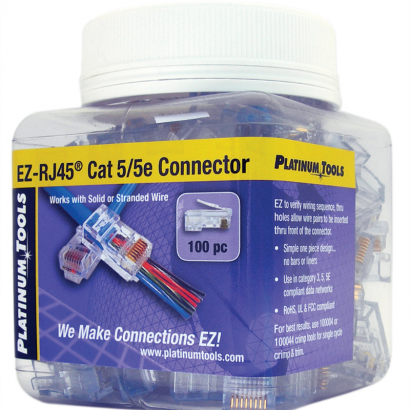 EZ-RJ45® Cat 5/5e Connector
Works with Solid or Stranded Wire
100 pc
PLATINUM TOOLS
We Make Connections EZ!
www.platinumtools.com
PLATINUM TOOLS
EZ to verify wiring sequence, thru
holes allow wire pairs to be inserted
thru front of the connector.
• Simple one piece design...
no bars or liners
• Use in category 3, 5, 5E
compliant data networks
• RoHS, UL & FCC compliant
For best results, use 100004 or
100044 crimp tool for single cycle
crimp & trim.